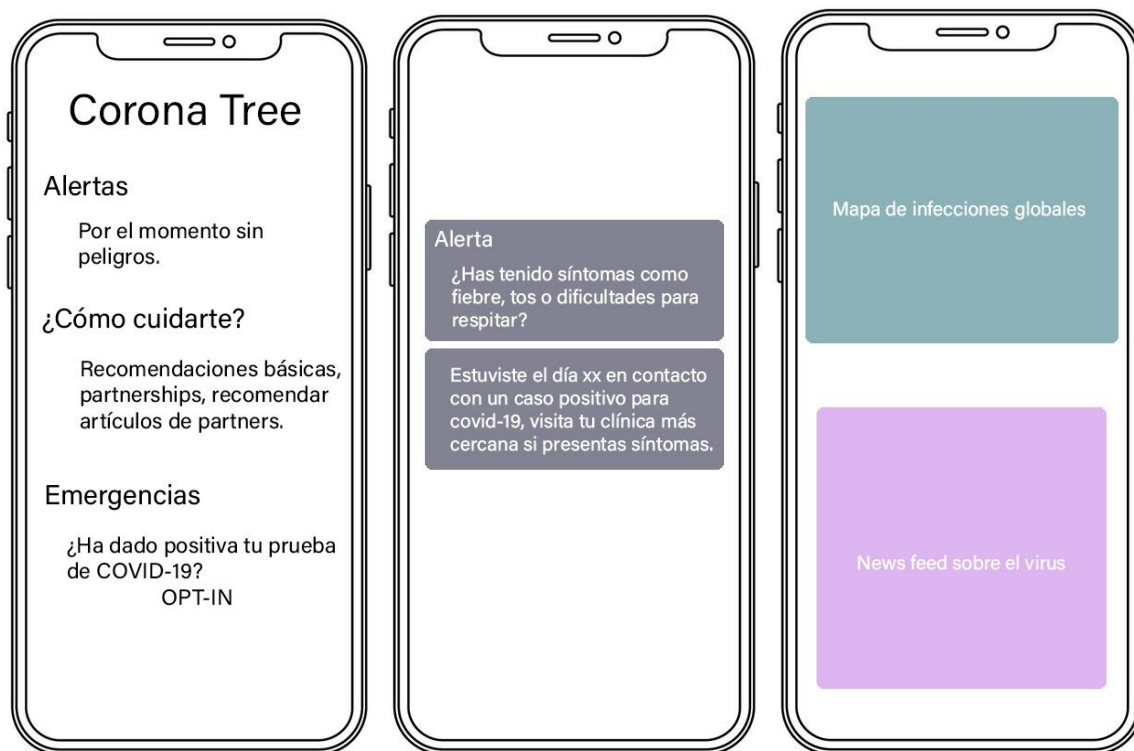 Corona Tree
Alertas
Por el momento sin
peligros.
¿Cómo cuidarte?
Recomendaciones básicas,
partnerships, recomendar
artículos de partners.
Emergencias
¿Ha dado positiva tu prueba
de COVID-19?
OPT-IN
Alerta
¿Has tenido síntomas como
fiebre, tos o dificultades para
respitar?
Estuviste el día xx en contacto
con un caso positivo para
covid-19, visita tu clínica más
cercana si presentas síntomas.
Mapa de infecciones globales
News feed sobre el virus